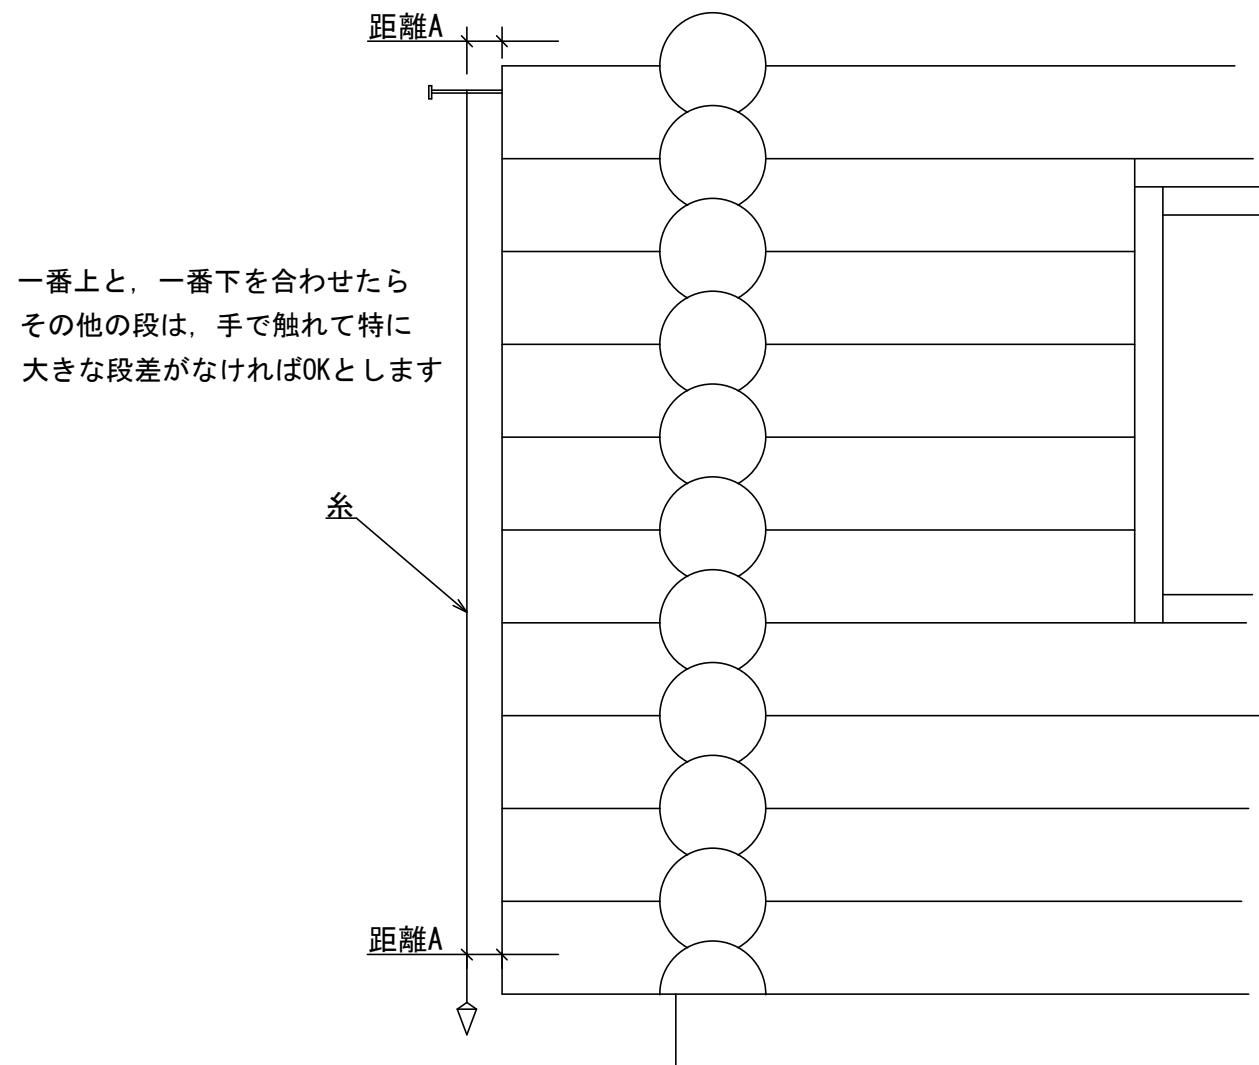 距離A
一番上と，一番下を合わせたら
その他の段は，手で触れて特に
大きな段差がなければOKとします
糸
距離A